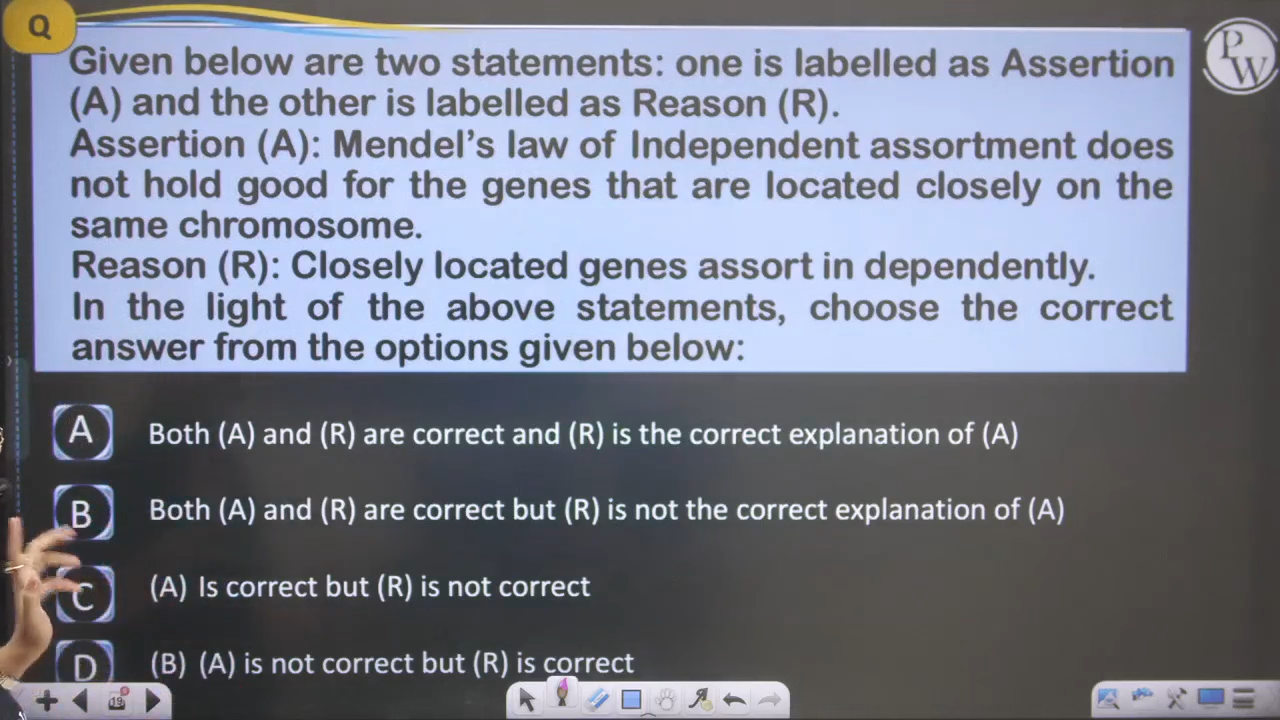 Q
PW
Given below are two statements: one is labelled as Assertion
(A) and the other is labelled as Reason (R).
Assertion (A): Mendel's law of Independent assortment does
not hold good for the genes that are located closely on the
same chromosome.
Reason (R): Closely located genes assort in dependently.
In the light of the above statements, choose the correct
answer from the options given below:
A Both (A) and (R) are correct and (R) is the correct explanation of (A)
B Both (A) and (R) are correct but (R) is not the correct explanation of (A)
C (A) Is correct but (R) is not correct
D (B) (A) is not correct but (R) is correct
19